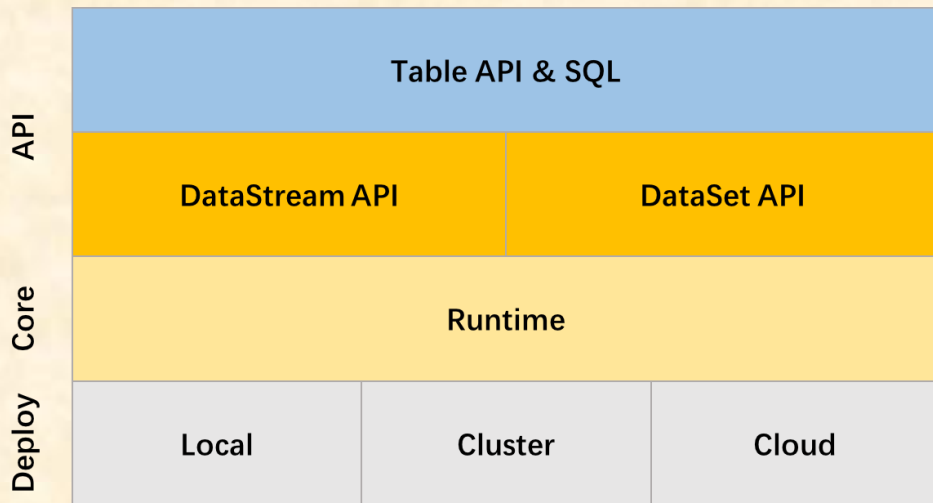 API
Table API & SQL
DataStream API
DataSet API
Core
Runtime
Deploy
Local
Cluster
Cloud